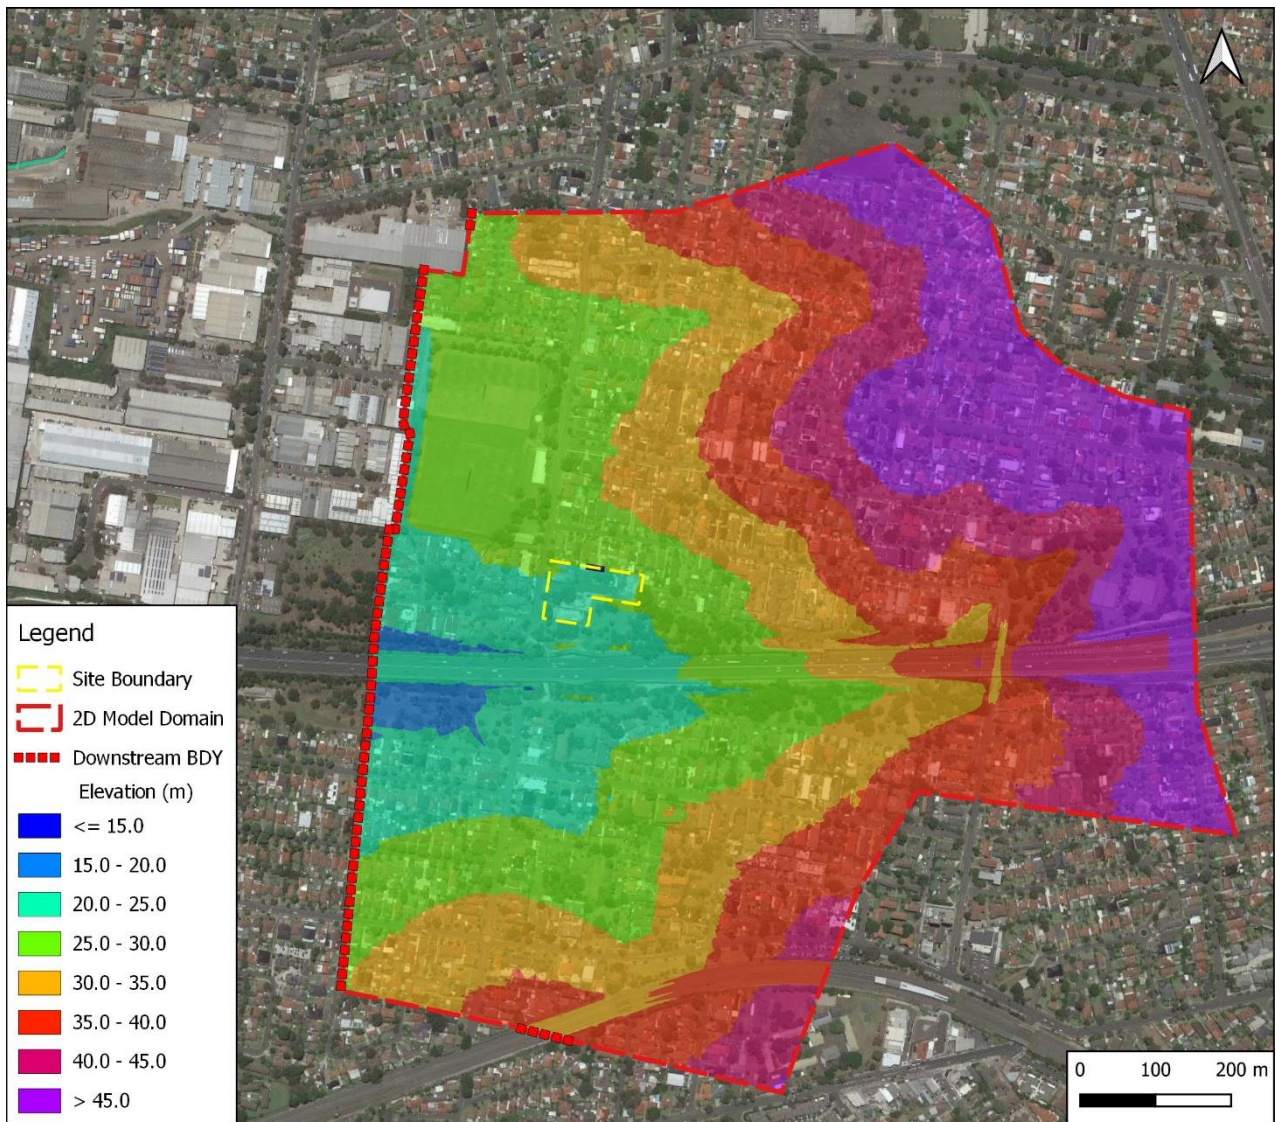 Legend
Site Boundary
2D Model Domain
Downstream BDY
Elevation (m)
<= 15.0
15.0 - 20.0
20.0 - 25.0
25.0 - 30.0
30.0 - 35.0
35.0 - 40.0
40.0 - 45.0
> 45.0
0 100 200 m